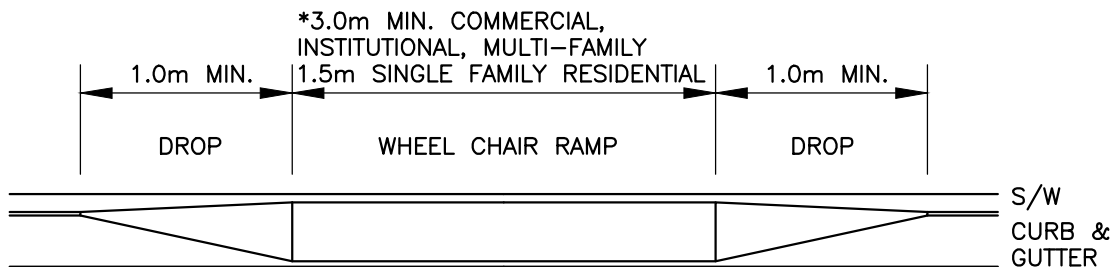 *3.0m MIN. COMMERCIAL,
INSTITUTIONAL, MULTI-FAMILY
1.0m MIN.
1.5m SINGLE FAMILY RESIDENTIAL
1.0m MIN.
DROP
WHEEL CHAIR RAMP
DROP
S/W
CURB &
GUTTER